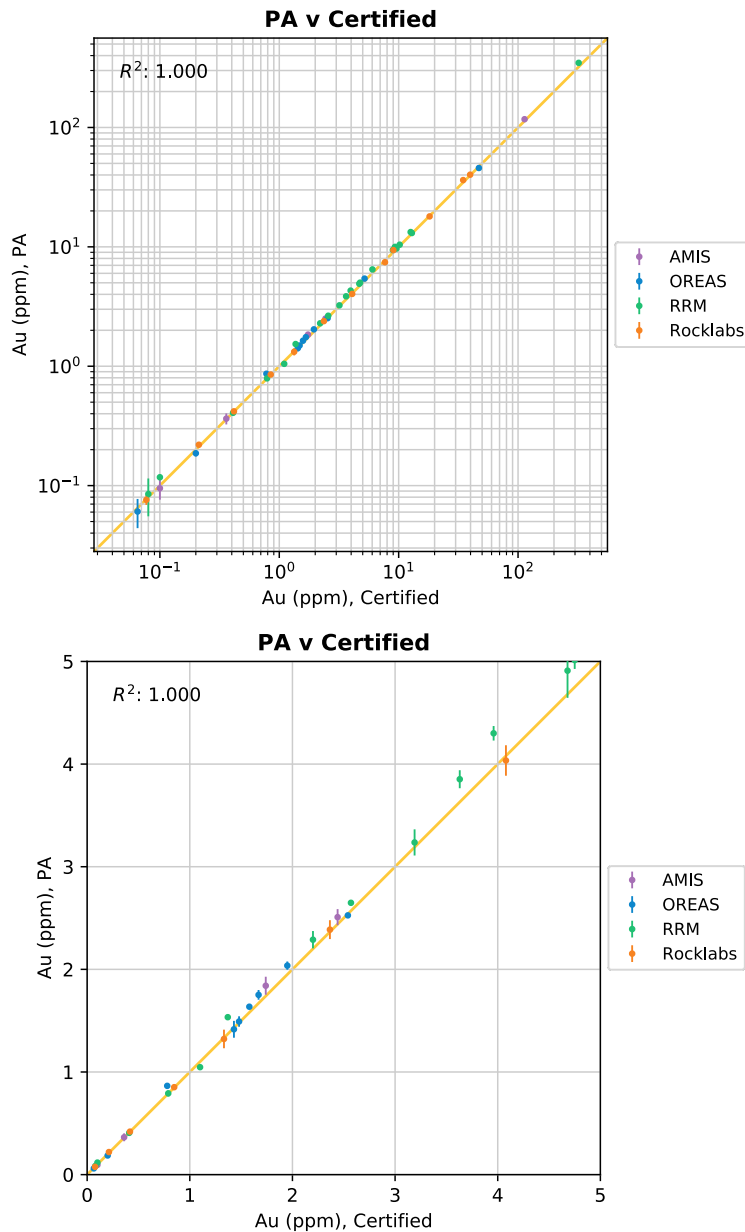 PA v Certified
R²: 1.000
10²
10¹
10⁰
10⁻¹
Au (ppm), PA
10⁻¹ 10⁰ 10¹ 10²
Au (ppm), Certified
AMIS
OREAS
RRM
Rocklabs
PA v Certified
R²: 1.000
5
4
3
2
1
0
Au (ppm), PA
0 1 2 3 4 5
Au (ppm), Certified
AMIS
OREAS
RRM
Rocklabs